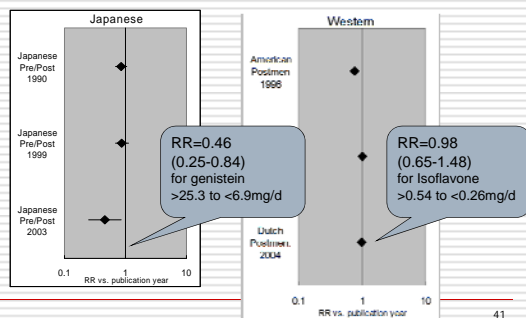 Japanese
Japanese
Pre/Post
1990
Japanese
Pre/Post
1999
Japanese
Pre/Post
2003
0.1 1 10
RR vs. publication year
RR=0.46
(0.25-0.84)
for genistein
>25.3 to <6.9mg/d
Western
American
Postmen
1996
Dutch
Postmen.
2004
0.1 1 10
RR vs. publication year
RR=0.98
(0.65-1.48)
for Isoflavone
>0.54 to <0.26mg/d
41